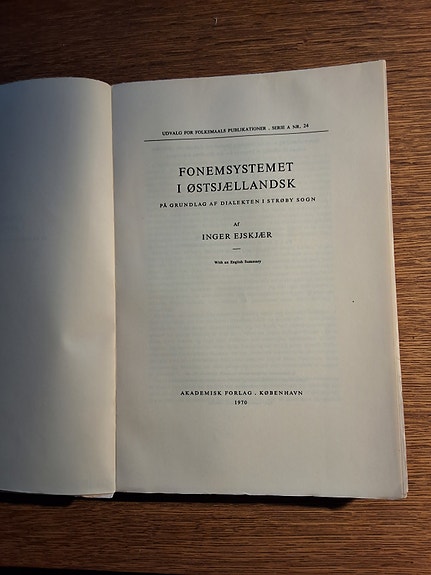 UDVALG FOR FOLKEMAALS PUBLIKATIONER . SERIE A NR. 24
FONEMSYSTEMET
I ØSTSJÆLLANDSK
PÅ GRUNDLAG AF DIALEKTEN I STRØBY SOGN
AF
INGER EJSKJÆR
With an English Summary
AKADEMISK FORLAG . KØBENHAVN
1970